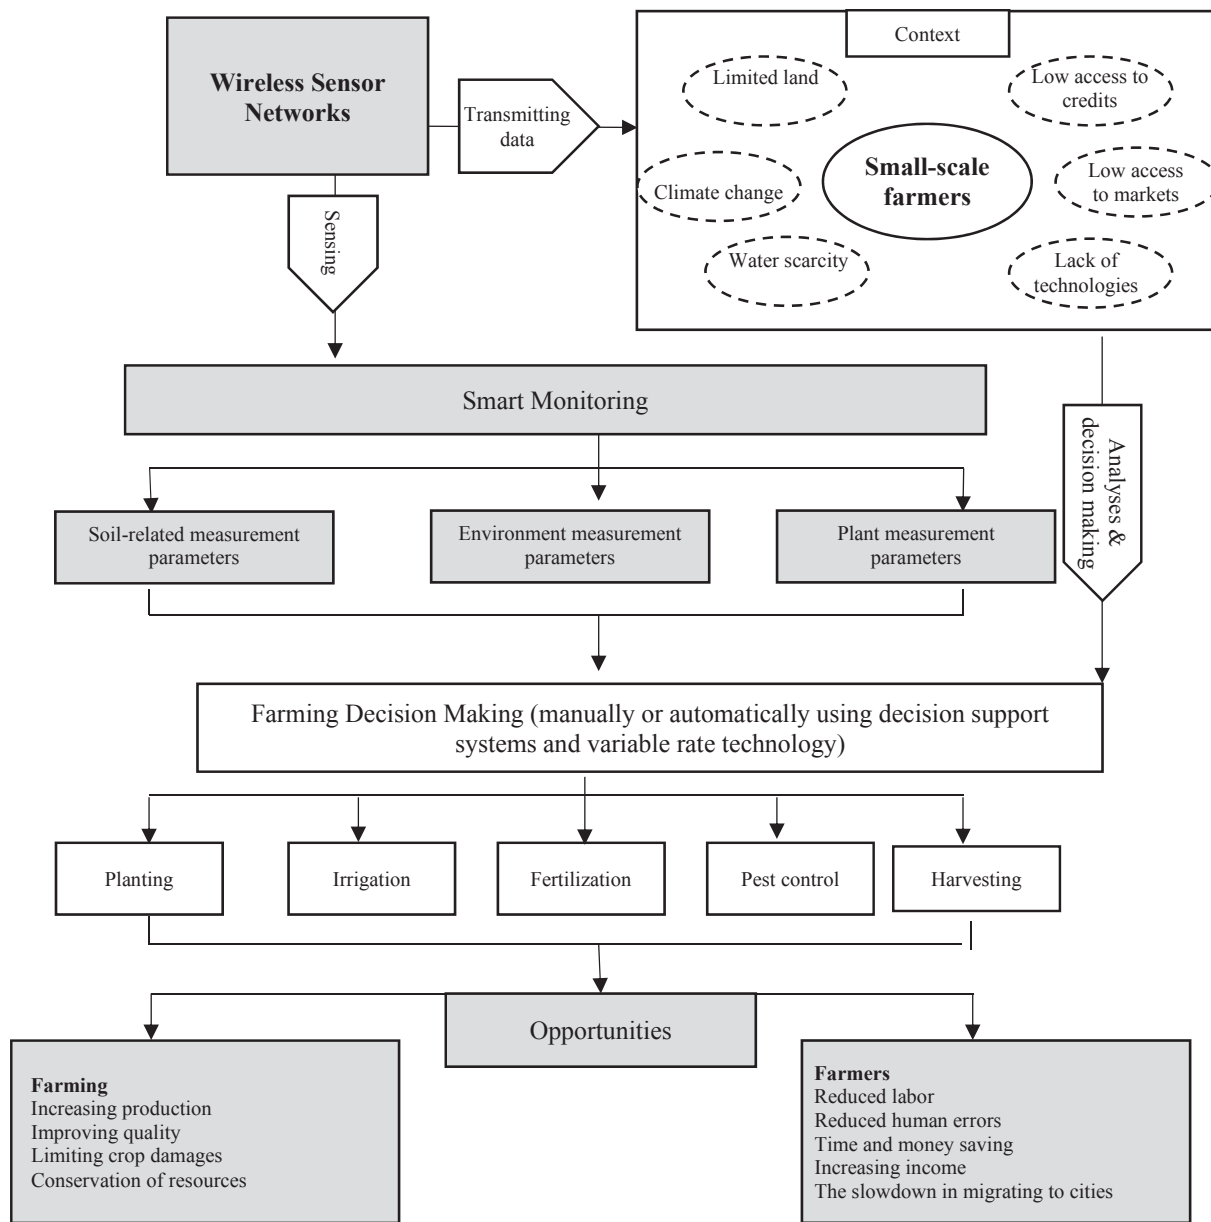 Wireless Sensor
Networks
Transmitting
data
Sensing
Context
Limited land
Low access to
credits
Climate change
Small-scale
farmers
Low access
to markets
Water scarcity
Lack of
technologies
Smart Monitoring
Analyses &
decision making
Soil-related measurement
parameters
Environment measurement
parameters
Plant measurement
parameters
Farming Decision Making (manually or automatically using decision support
systems and variable rate technology)
Planting
Irrigation
Fertilization
Pest control
Harvesting
Opportunities
Farming
Increasing production
Improving quality
Limiting crop damages
Conservation of resources
Farmers
Reduced labor
Reduced human errors
Time and money saving
Increasing income
The slowdown in migrating to cities